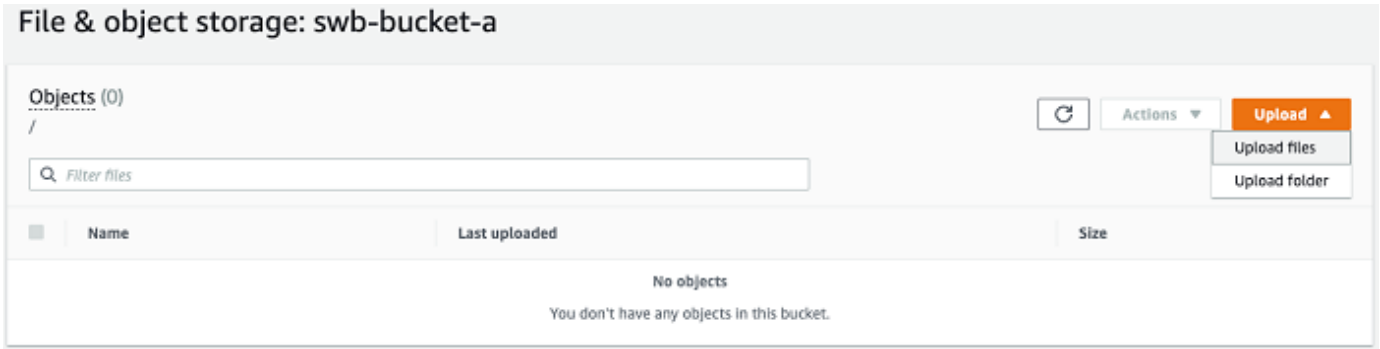 File & object storage: swb-bucket-a
Objects (0)
/
Actions
Upload
Upload files
Upload folder
Filter files
Name
Last uploaded
Size
No objects
You don't have any objects in this bucket.